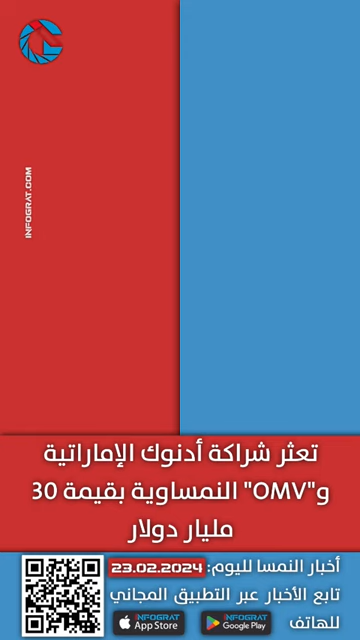 INFOGRAT.COM
تعثر شراكة أدنوك الإماراتية
و"OMV" النمساوية بقيمة 30
مليار دولار
أخبار النمسا لليوم: 23.02.2024
تابع الأخبار عبر التطبيق المجاني
للهاتف
INFOGRAT
App Store
INFOGRAT
Google Play